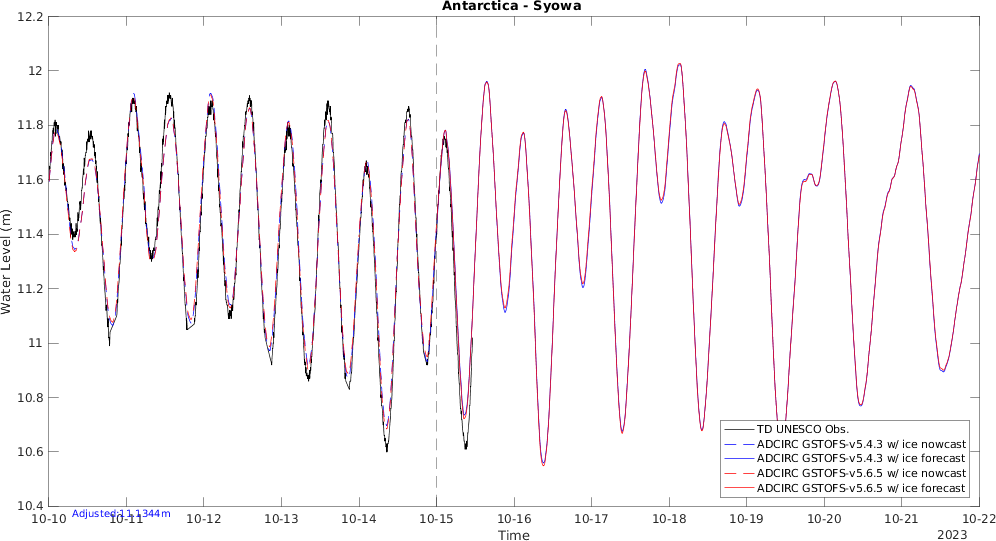 Antarctica - Syowa
12.2
12
11.8
11.6
11.4
11.2
11
10.8
10.6
10.4
Water Level (m)
TD UNESCO Obs.
ADCIRC GSTOFS-v5.4.3 w/ ice nowcast
ADCIRC GSTOFS-v5.4.3 w/ ice forecast
ADCIRC GSTOFS-v5.6.5 w/ ice nowcast
ADCIRC GSTOFS-v5.6.5 w/ ice forecast
Adjusted:11.1344m
10-10 10-11 10-12 10-13 10-14 10-15 10-16 10-17 10-18 10-19 10-20 10-21 10-22
Time
2023